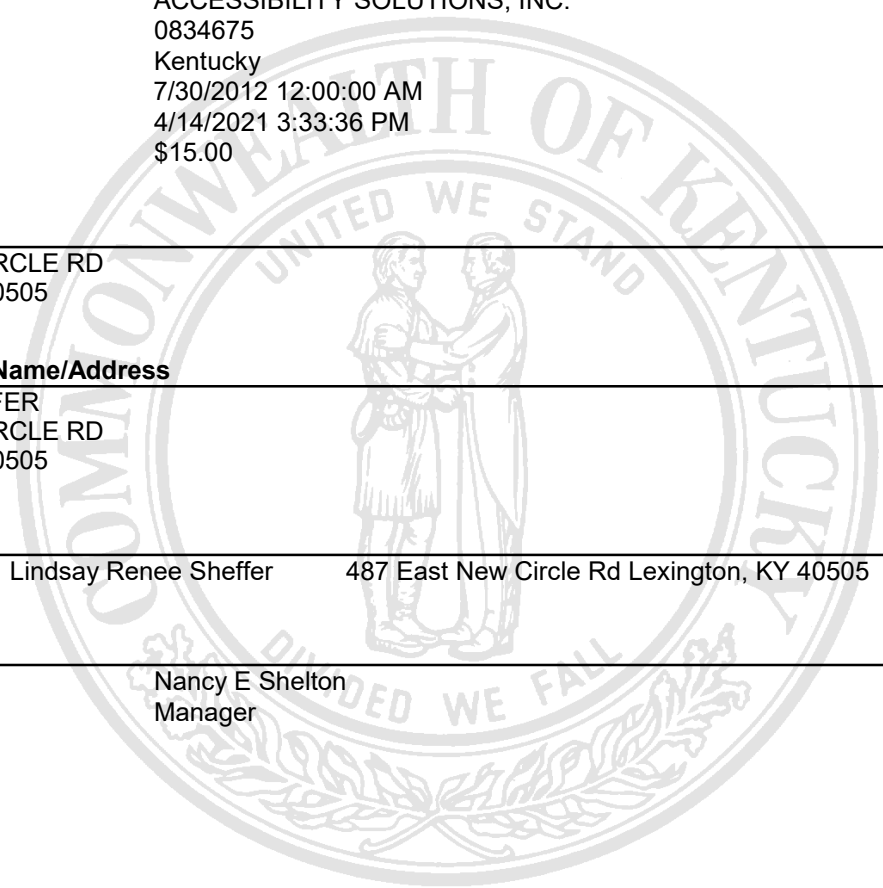 ACCESSIBILITY SOLUTIONS, INC.
0834675
Kentucky
7/30/2012 12:00:00 AM
4/14/2021 3:33:36 PM
$15.00
RCLE RD
0505
Name/Address
FER
RCLE RD
0505
Lindsay Renee Sheffer 487 East New Circle Rd Lexington, KY 40505
Nancy E Shelton
Manager
COMMONWEALTH OF KENTUCKY
UNITED WE STAND
DIVIDED WE FALL